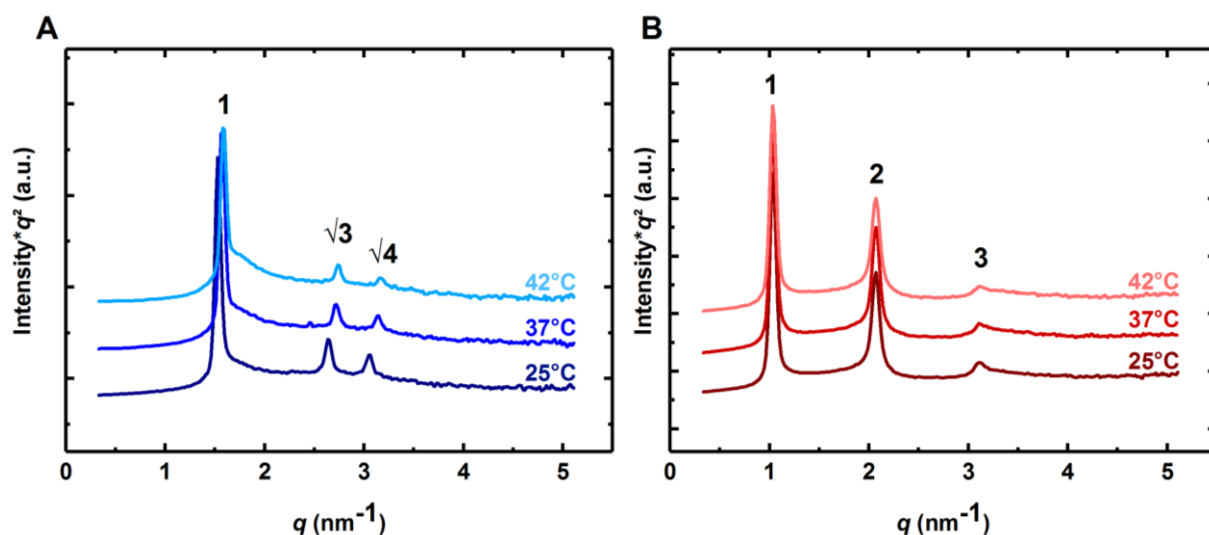 A
Intensity*q² (a.u.)
1
√3
√4
42°C
37°C
25°C
0 1 2 3 4 5
q (nm⁻¹)
B
Intensity*q² (a.u.)
1
2
3
42°C
37°C
25°C
0 1 2 3 4 5
q (nm⁻¹)